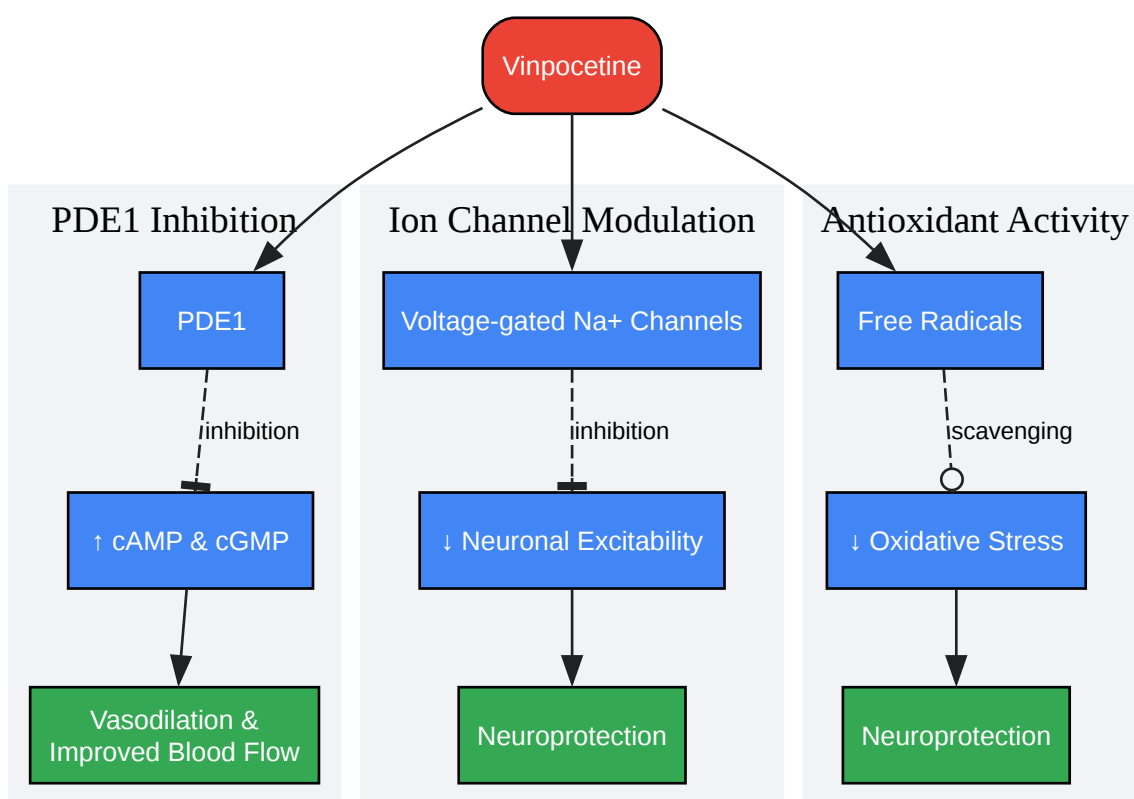 Vinpocetine
PDE1 Inhibition
Ion Channel Modulation
Antioxidant Activity
PDE1
Voltage-gated Na+ Channels
Free Radicals
inhibition
inhibition
scavenging
↑ cAMP & cGMP
↓ Neuronal Excitability
↓ Oxidative Stress
Vasodilation &
Improved Blood Flow
Neuroprotection
Neuroprotection